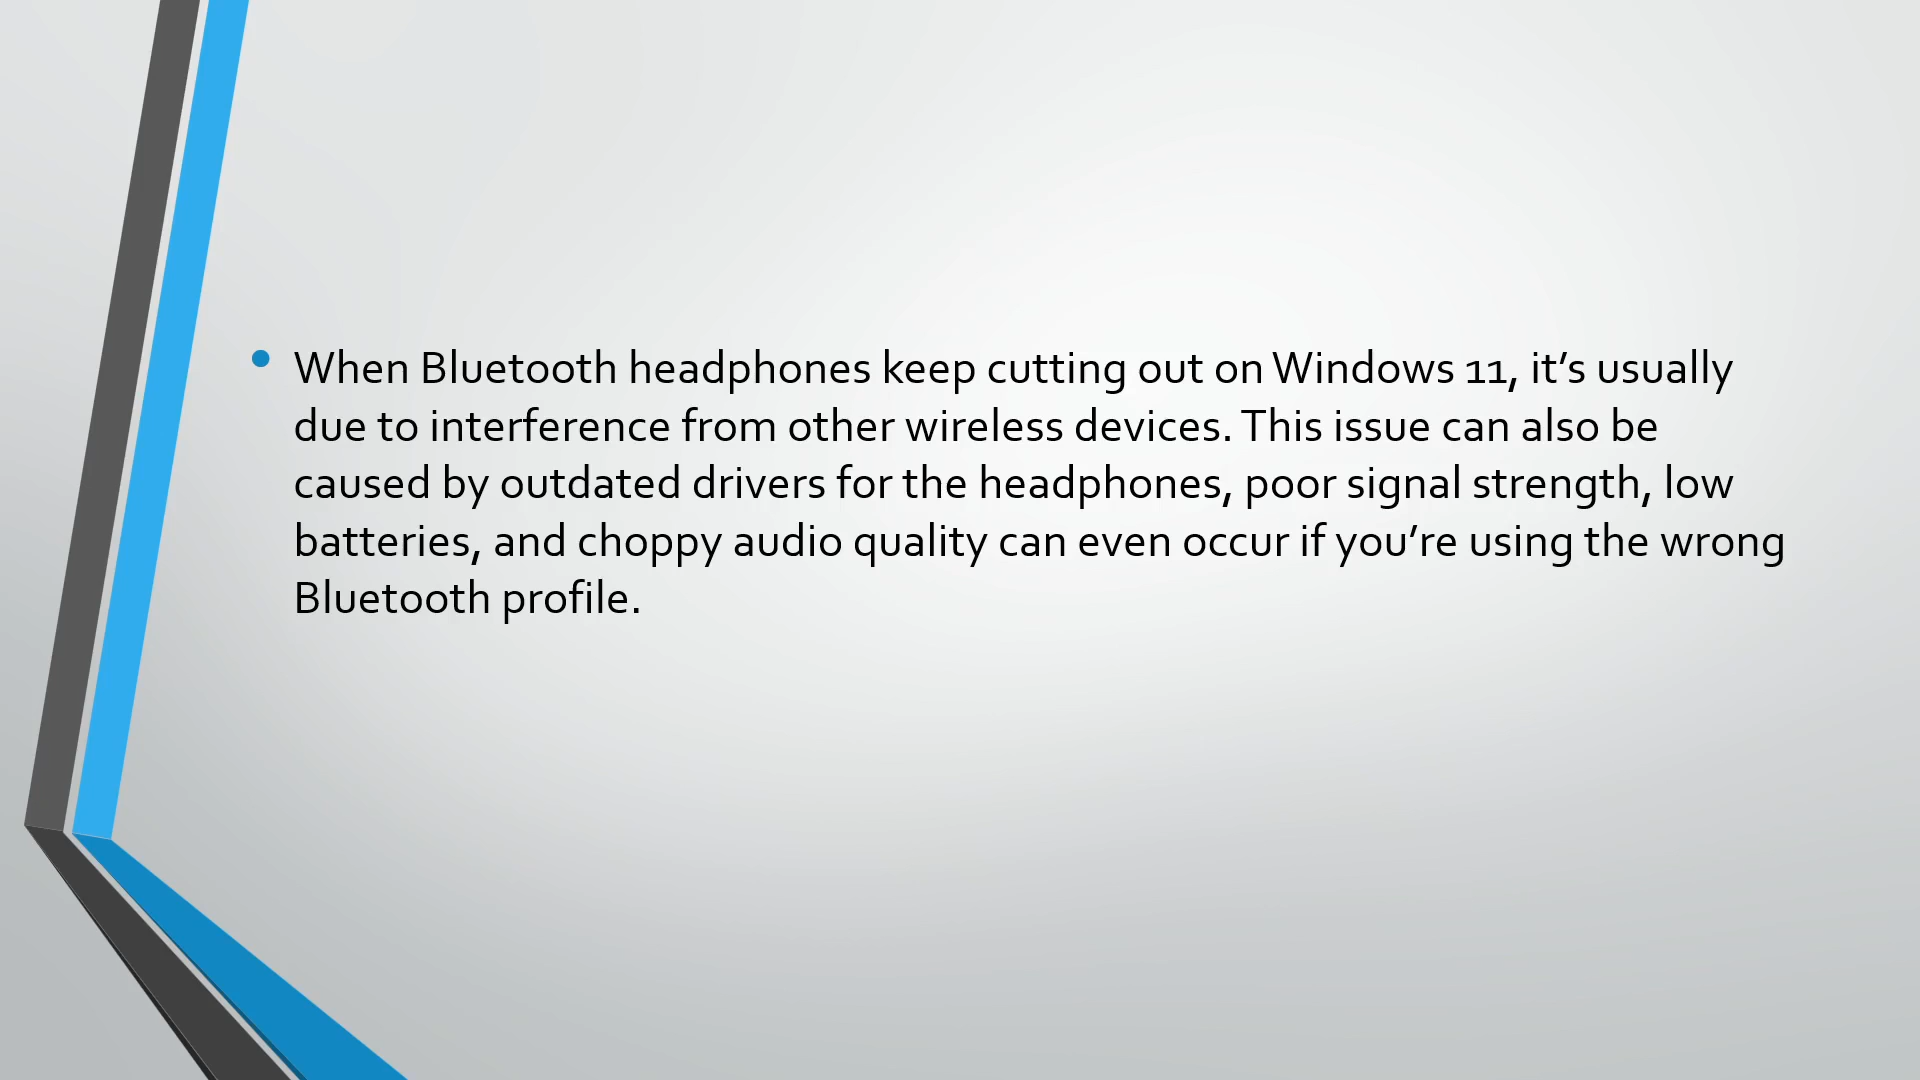 • When Bluetooth headphones keep cutting out on Windows 11, it’s usually
due to interference from other wireless devices. This issue can also be
caused by outdated drivers for the headphones, poor signal strength, low
batteries, and choppy audio quality can even occur if you’re using the wrong
Bluetooth profile.